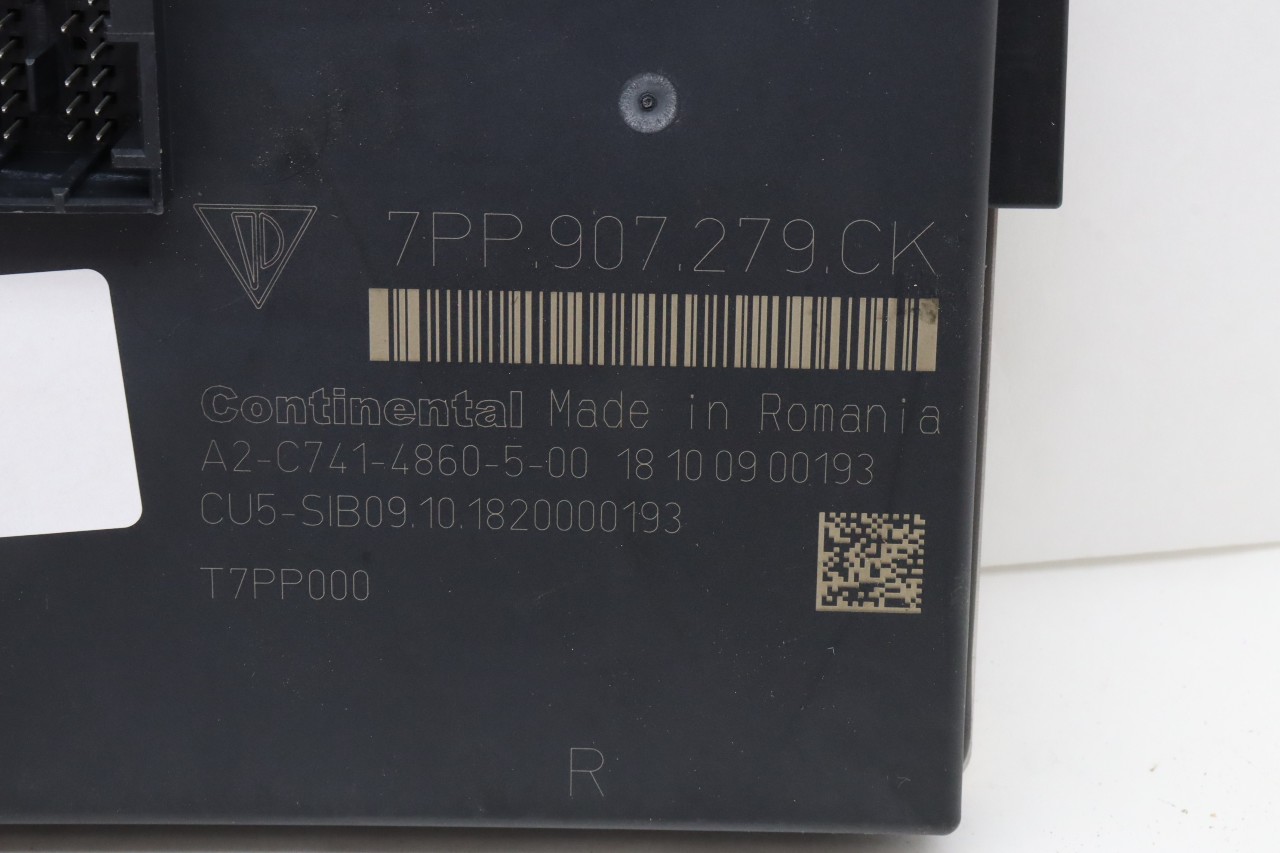 7PP.907.279.CK
Continental Made in Romania
A2-C741-4860-5-00 18 10 09 00193
CU5-SIB09.10.1820000193
T7PP000
R